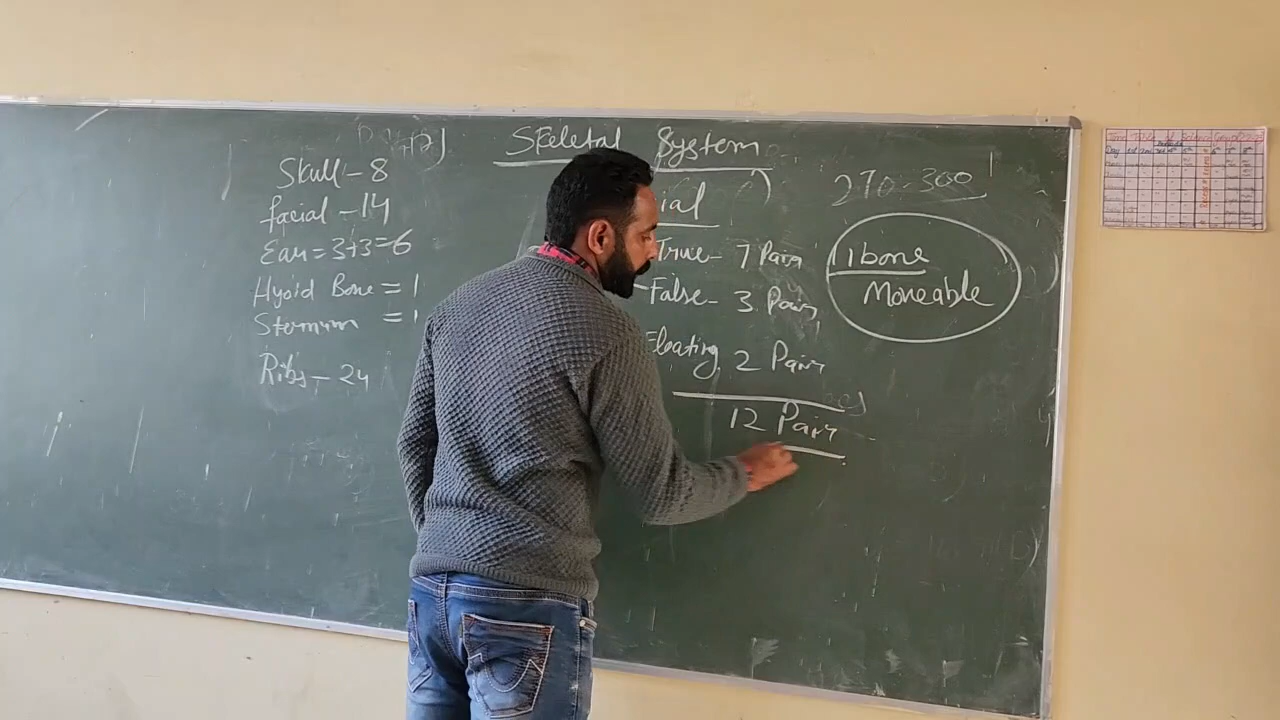 Skeletal System
Skull - 8
facial - 14
Ear = 3+3=6
Hyoid Bone = 1
Sternum = 1
Ribs - 24
ial
True - 7 Pair
False - 3 Pair
Floating 2 Pair
12 Pair
270-300
1 bone
Moveable